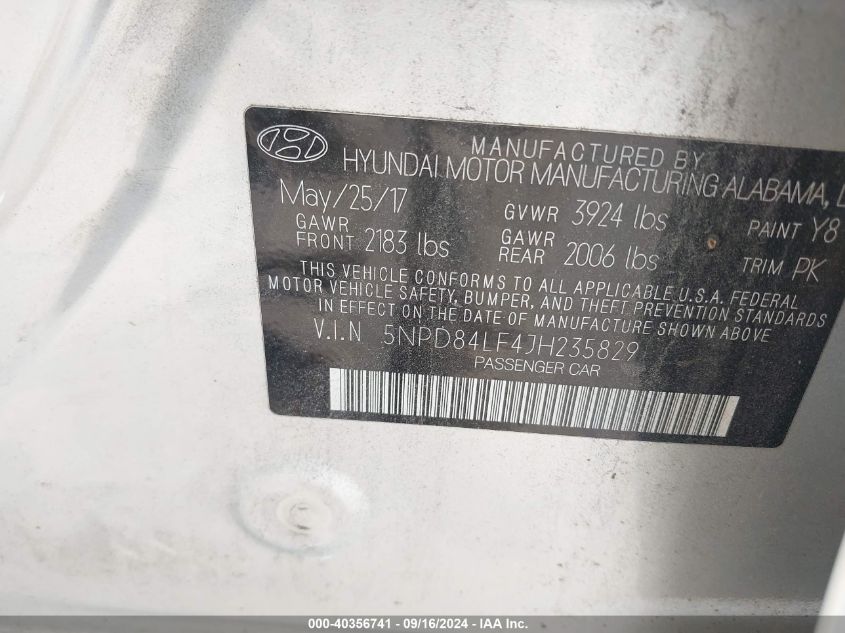 MANUFACTURED BY
HYUNDAI MOTOR MANUFACTURING ALABAMA, L
May/25/17 GVWR 3924 lbs PAINT Y8
GAWR FRONT 2183 lbs GAWR REAR 2006 lbs TRIM PK
THIS VEHICLE CONFORMS TO ALL APPLICABLE U.S.A. FEDERAL
MOTOR VEHICLE SAFETY, BUMPER, AND THEFT PREVENTION STANDARDS
IN EFFECT ON THE DATE OF MANUFACTURE SHOWN ABOVE
V.I.N 5NPD84LF4JH235829
PASSENGER CAR
000-40356741 - 09/16/2024 - IAA Inc.